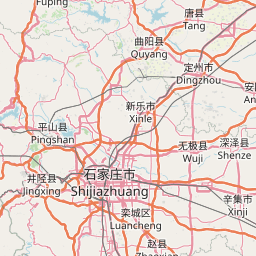 Fuping
唐县
Tang
曲阳县
Quyang
定州市
Dingzhou
新乐市
Xinle
平山县
Pingshan
无极县
Wuji
深泽县
Shenze
井陉县
Jingxing
石家庄市
Shijiazhuang
辛集市
Xinji
栾城区
Luancheng
赵县